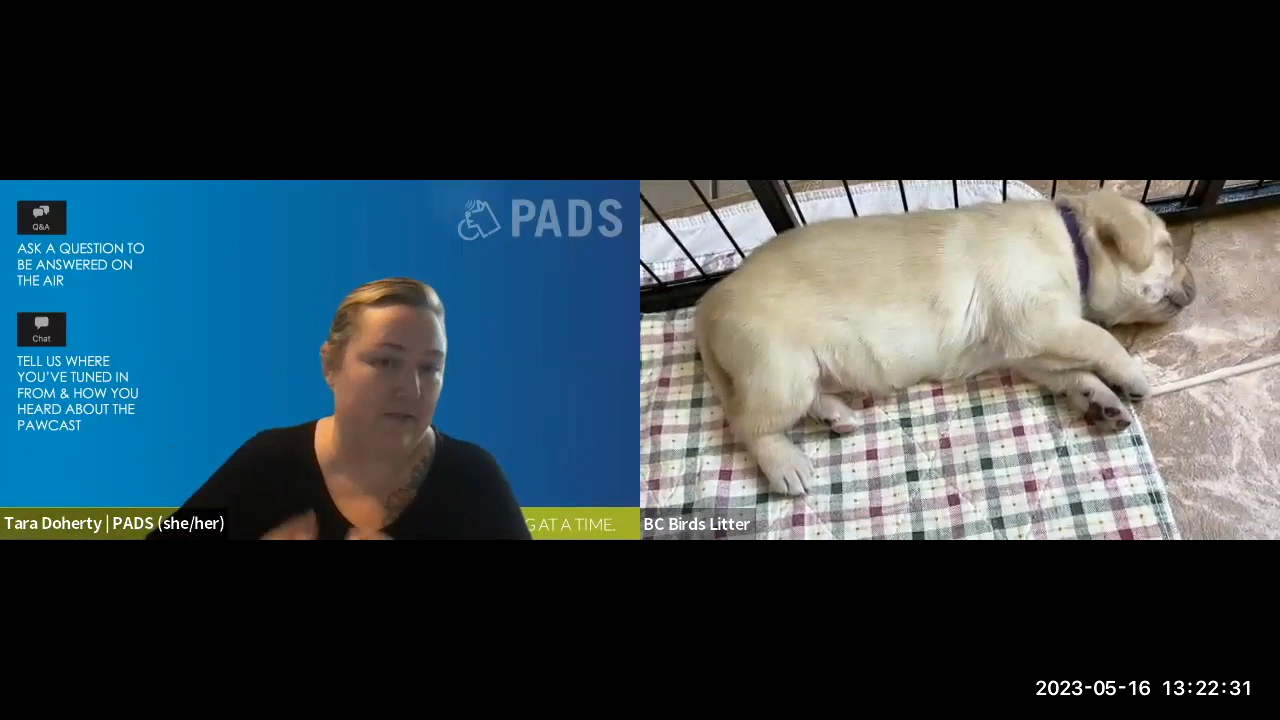 Q&A
ASK A QUESTION TO
BE ANSWERED ON
THE AIR
Chat
TELL US WHERE
YOU'VE TUNED IN
FROM & HOW YOU
HEARD ABOUT THE
PAWCAST
PADS
Tara Doherty | PADS (she/her)
G AT A TIME.
BC Birds Litter
2023-05-16 13:22:31